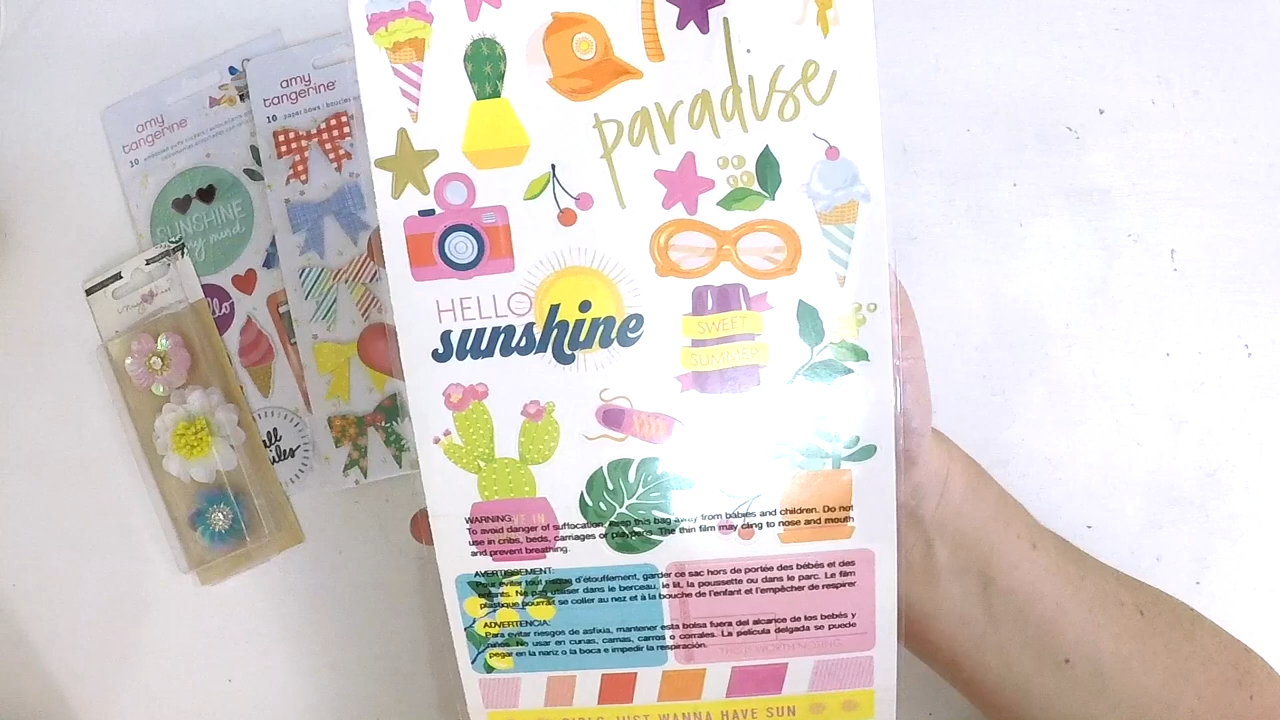 amy
tangerine
amy
tangerine
10 paper bows
SUNSHINE
my mind
hello
paradise
HELLO
sunshine
SWEET
SUMMER
WARNING:
To avoid danger of suffocation, keep this bag away from babies and children. Do not
use in cribs, beds, carriages or playpens. The thin film may cling to nose and mouth
and prevent breathing.
AVERTISSEMENT:
Pour éviter tout risque d'étouffement, garder ce sac hors de portée des bébés et des
enfants. Ne pas utiliser dans le berceau, le lit, la poussette ou dans le parc. Le film
plastique pourrait se coller au nez et à la bouche de l'enfant et l'empêcher de respirer
ADVERTENCIA:
Para evitar riesgos de asfixia, mantener esta bolsa fuera del alcance de los bebés y
niños. No usar en cunas, camas, carros o corrales. La película delgada se puede
pegar en la nariz o la boca e impedir la respiración.
GIRLS JUST WANNA HAVE SUN